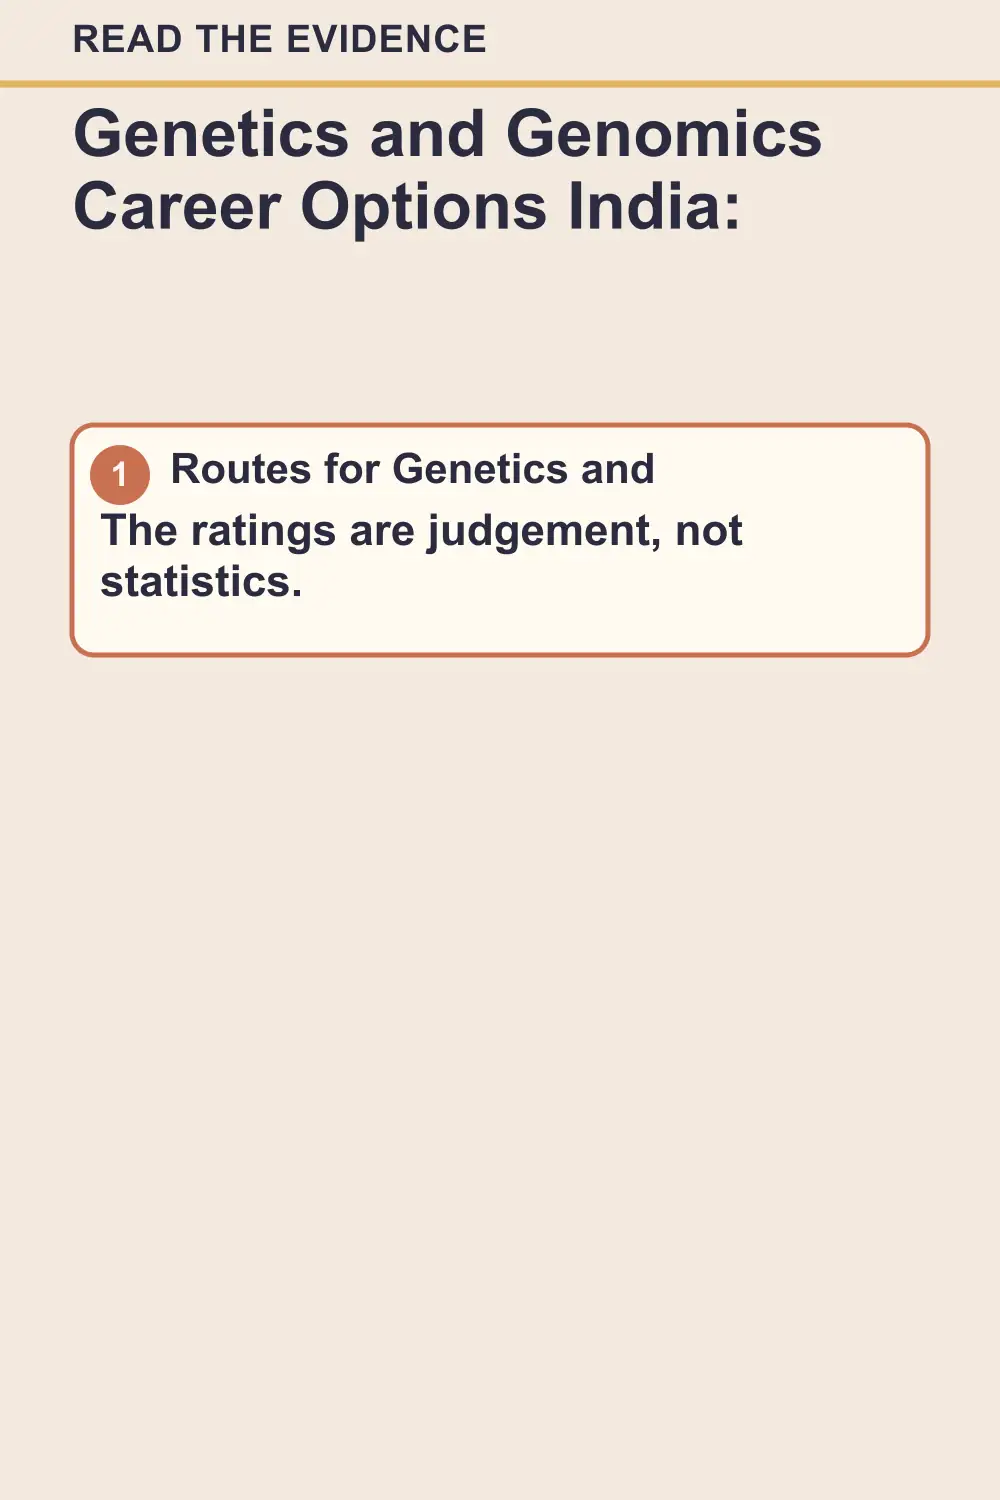 READ THE EVIDENCE
Genetics and Genomics
Career Options India:
1 Routes for Genetics and
The ratings are judgement, not
statistics.